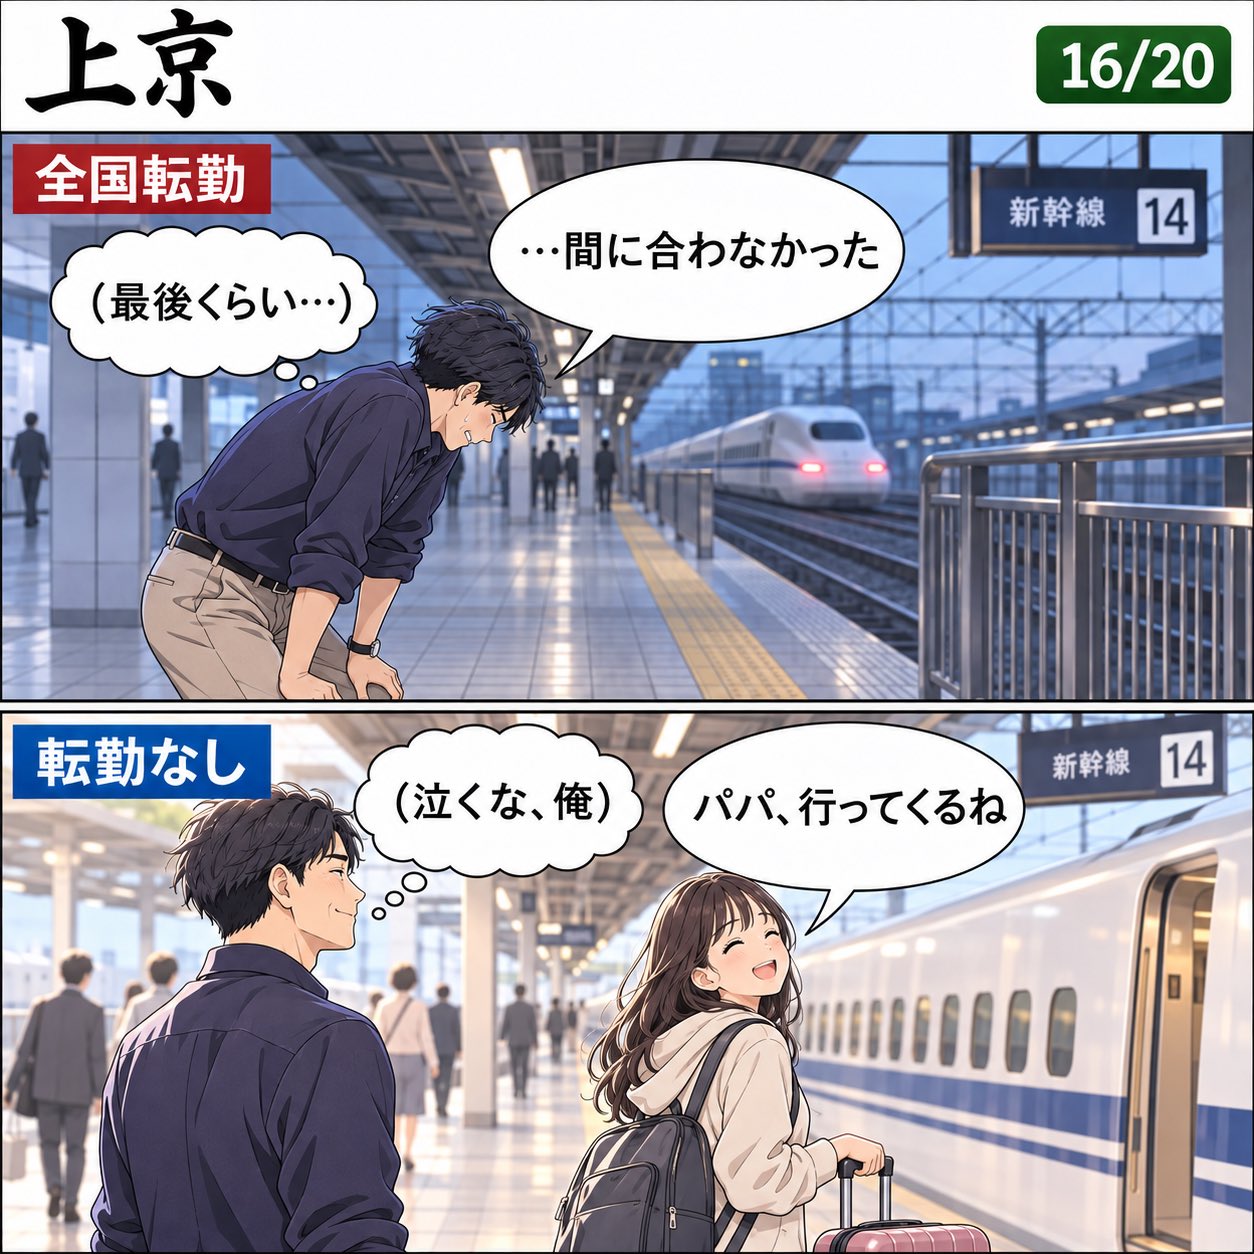 上京
16/20
全国転勤
(最後くらい…)
…間に合わなかった
新幹線 14
転勤なし
(泣くな、俺)
パパ、行ってくるね
新幹線 14